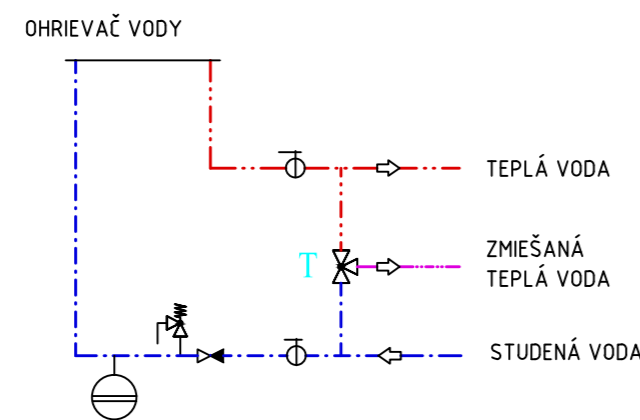 OHRIEVAČ VODY
TEPLÁ VODA
T
ZMIEŠANÁ
TEPLÁ VODA
STUDENÁ VODA